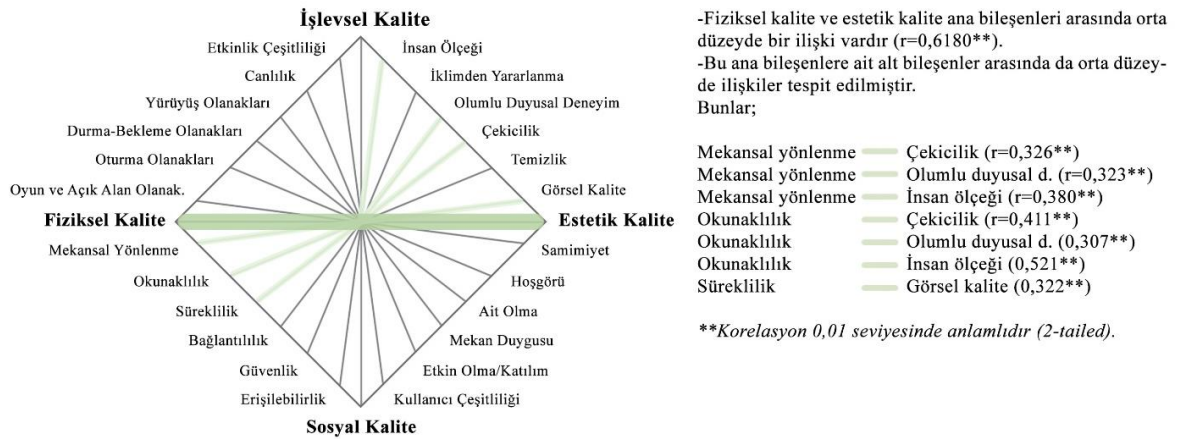 İşlevsel Kalite
Etkinlik Çeşitliliği
Canlılık
Yürüyüş Olanakları
Durma-Bekleme Olanakları
Oturma Olanakları
Oyun ve Açık Alan Olanak.
Fiziksel Kalite
Mekansal Yönlenme
Okunaklılık
Süreklilik
Bağlantılılık
Güvenlik
Erişilebilirlik
İnsan Ölçeği
İklimden Yararlanma
Olumlu Duyusal Deneyim
Çekicilik
Temizlik
Görsel Kalite
Estetik Kalite
Samimiyet
Hoşgörü
Ait Olma
Mekan Duygusu
Etkin Olma/Katılım
Kullanıcı Çeşitliliği
Sosyal Kalite
-Fiziksel kalite ve estetik kalite ana bileşenleri arasında orta
düzeyde bir ilişki vardır (r=0,6180**).
-Bu ana bileşenlere ait alt bileşenler arasında da orta düzey-
de ilişkiler tespit edilmiştir.
Bunlar;
Mekansal yönlenme Çekicilik (r=0,326**)
Mekansal yönlenme Olumlu duyusal d. (r=0,323**)
Mekansal yönlenme İnsan ölçeği (r=0,380**)
Okunaklılık Çekicilik (r=0,411**)
Okunaklılık Olumlu duyusal d. (0,307**)
Okunaklılık İnsan ölçeği (0,521**)
Süreklilik Görsel kalite (0,322**)
**Korelasyon 0,01 seviyesinde anlamlıdır (2-tailed).